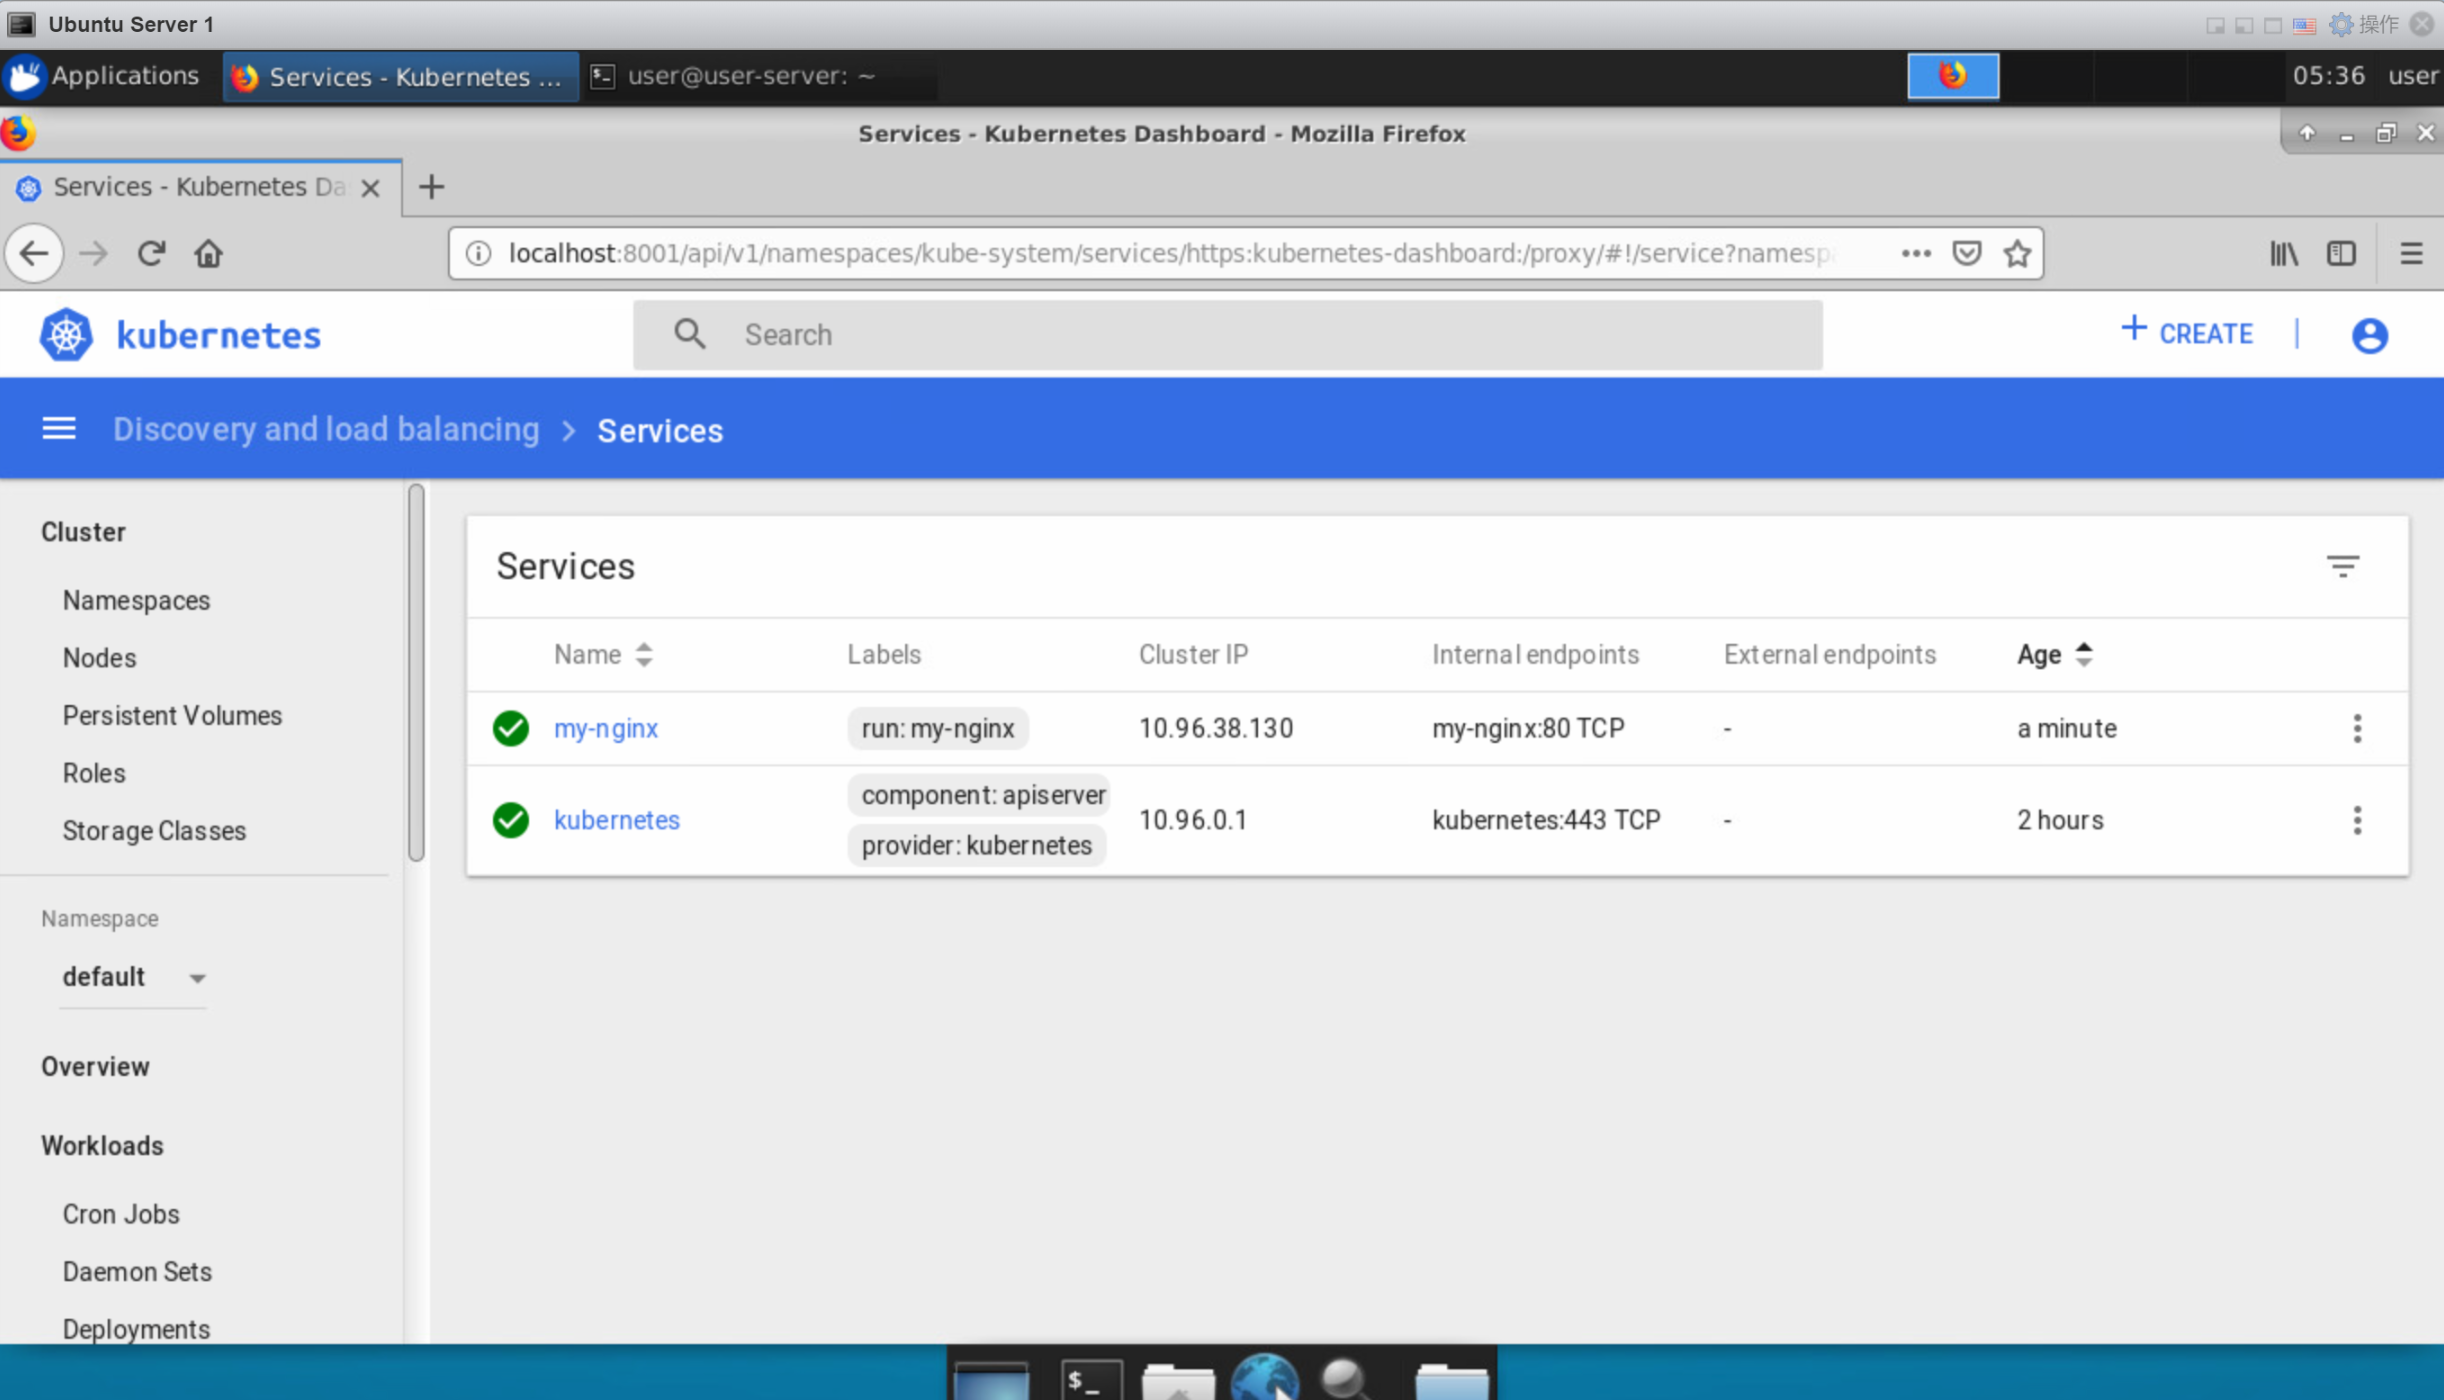 Ubuntu Server 1
操作
Applications
Services - Kubernetes ...
user@user-server: ~
05:36
user
Services - Kubernetes Dashboard - Mozilla Firefox
Services - Kubernetes Da
localhost:8001/api/v1/namespaces/kube-system/services/https:kubernetes-dashboard:/proxy/#!/service?namesp
kubernetes
Search
+ CREATE
Discovery and load balancing > Services
Cluster
Namespaces
Nodes
Persistent Volumes
Roles
Storage Classes
Namespace
default
Overview
Workloads
Cron Jobs
Daemon Sets
Deployments
Services
Name Labels Cluster IP Internal endpoints External endpoints Age
my-nginx run: my-nginx 10.96.38.130 my-nginx:80 TCP - a minute
kubernetes component: apiserver 10.96.0.1 kubernetes:443 TCP - 2 hours
provider: kubernetes
$_